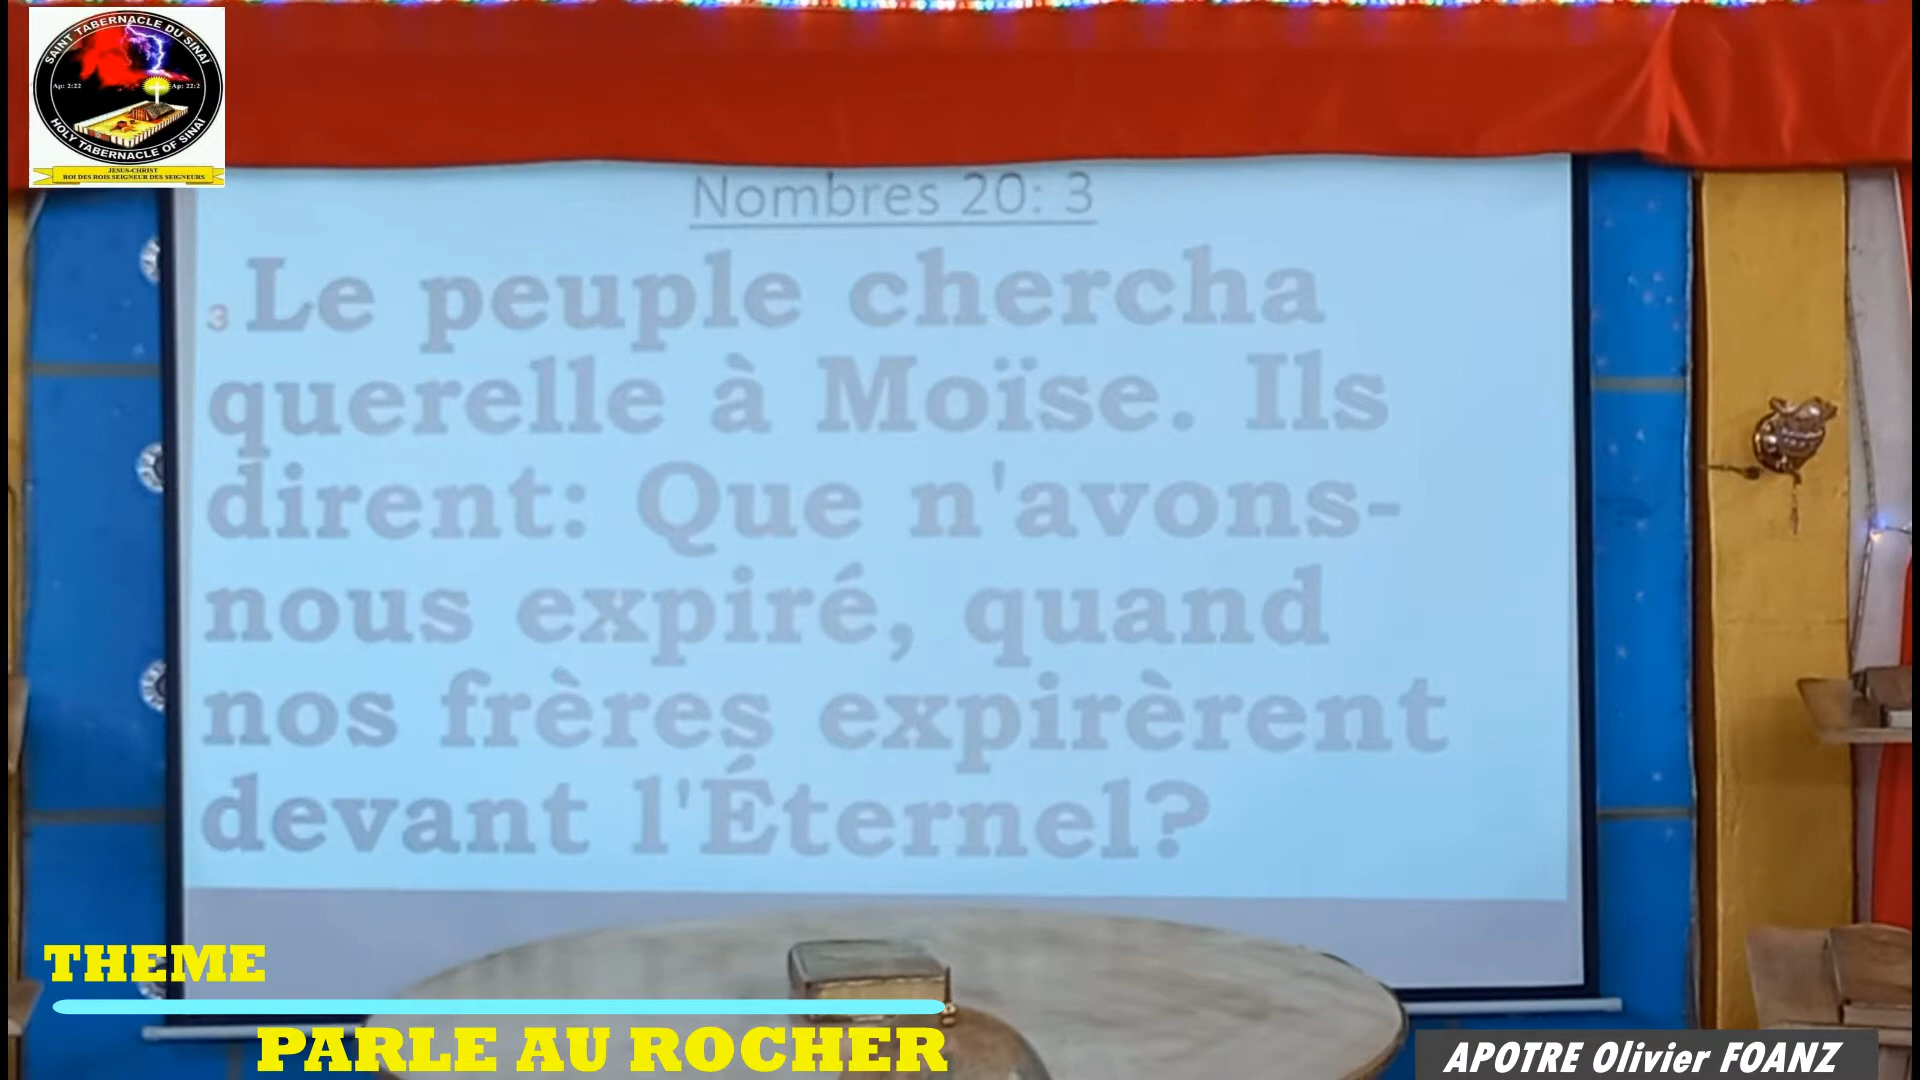 SAINT TABERNACLE DU SINAÏ
Ap: 2:22
Ap: 22:2
HOLY TABERNACLE OF SINAI
JESUS-CHRIST
ROI DES ROIS SEIGNEUR DES SEIGNEURS
Nombres 20: 3
3 Le peuple chercha
querelle à Moïse. Ils
dirent: Que n'avons-
nous expiré, quand
nos frères expirèrent
devant l'Éternel?
THEME
PARLE AU ROCHER
APOTRE Olivier FOANZ